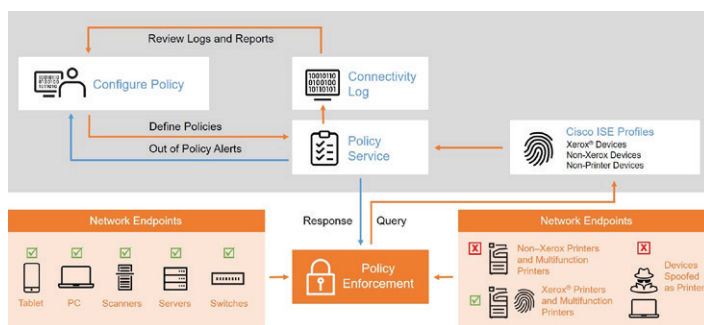 Review Logs and Reports
10010110
0100100
10110101
Configure Policy
Connectivity
Log
Define Policies
Out of Policy Alerts
Policy
Service
Cisco ISE Profiles
Xerox® Devices
Non-Xerox Devices
Non-Printer Devices
Network Endpoints
Tablet
PC
Scanners
Servers
Switches
Response
Query
Policy
Enforcement
Network Endpoints
Non–Xerox Printers
and Multifunction
Printers
Xerox® Printers
and Multifunction
Printers
Devices
Spoofed
as Printer